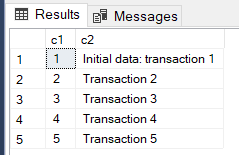 Results Messages
c1 c2
1 1 Initial data: transaction 1
2 2 Transaction 2
3 3 Transaction 3
4 4 Transaction 4
5 5 Transaction 5